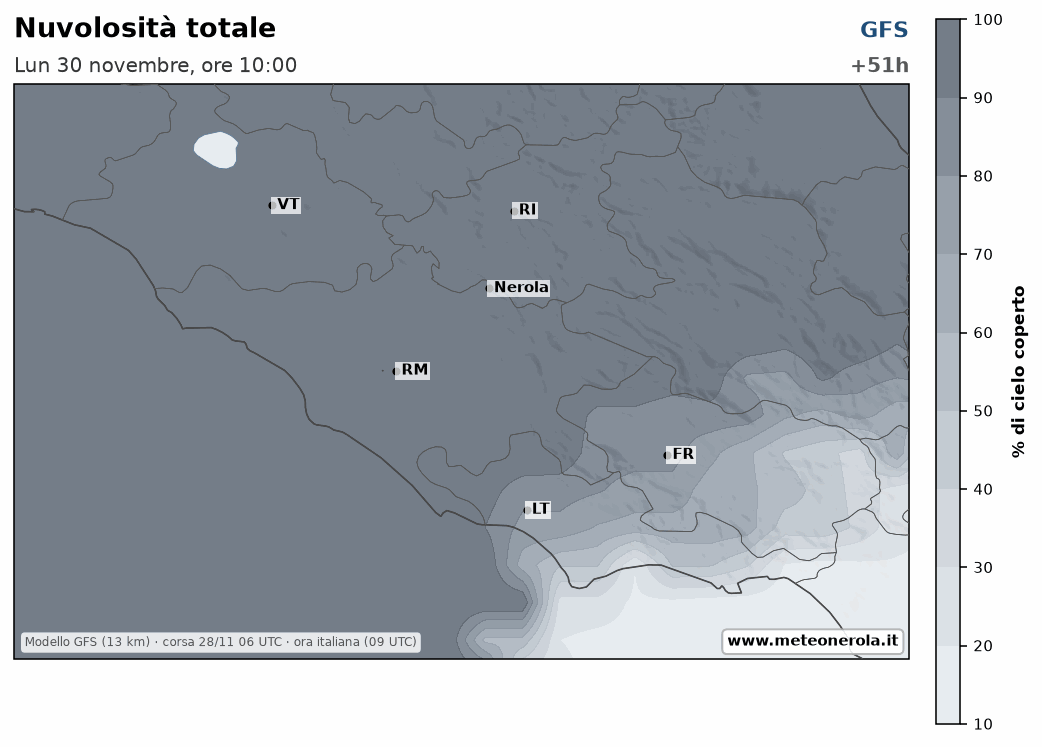 Nuvolosità totale
GFS
Lun 30 novembre, ore 10:00
+51h
100
90
80
70
60
50
40
30
20
10
% di cielo coperto
VT
RI
Nerola
RM
FR
LT
Modello GFS (13 km) · corsa 28/11 06 UTC · ora italiana (09 UTC)
www.meteonerola.it